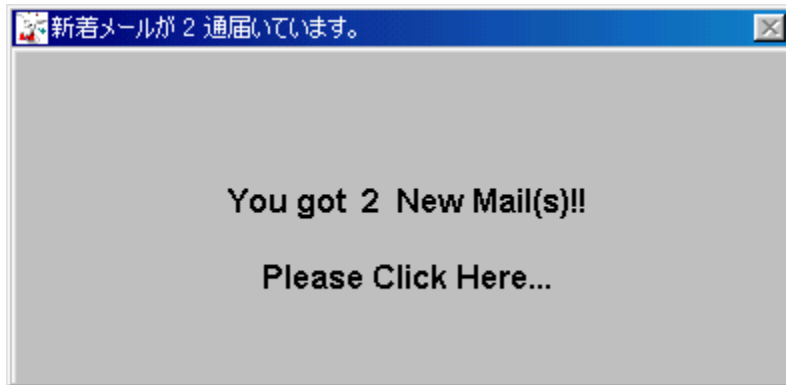 新着メールが 2 通届いています。
You got 2 New Mail(s)!!
Please Click Here...